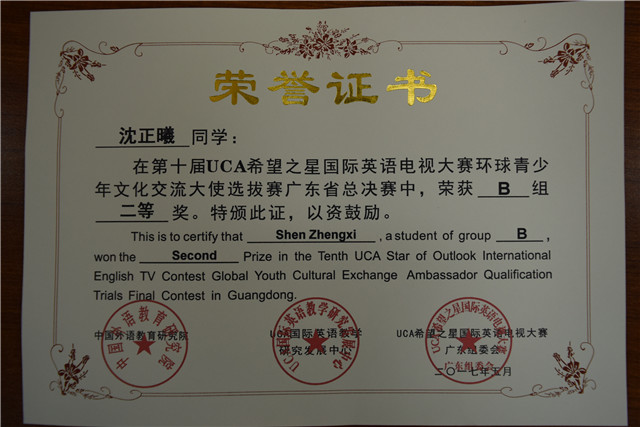 荣誉证书
沈正曦 同学：
在第十届UCA希望之星国际英语电视大赛环球青少
年文化交流大使选拔赛广东省总决赛中，荣获 B 组
二等 奖。特颁此证，以资鼓励。
This is to certify that Shen Zhengxi , a student of group B ,
won the Second Prize in the Tenth UCA Star of Outlook International
English TV Contest Global Youth Cultural Exchange Ambassador Qualification
Trials Final Contest in Guangdong.
中国外语教育研究院 UCA国际英语教学 UCA希望之星国际英语电视大赛
研究发展中心 广东组委会
二〇一七年五月